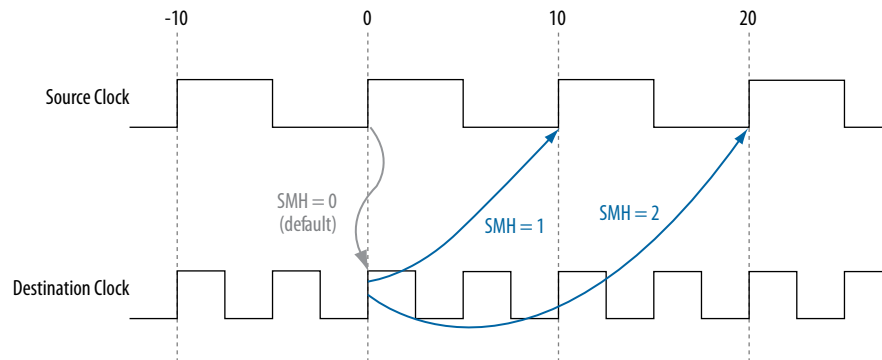 -10 0 10 20
Source Clock
SMH = 0
(default)
SMH = 1
SMH = 2
Destination Clock